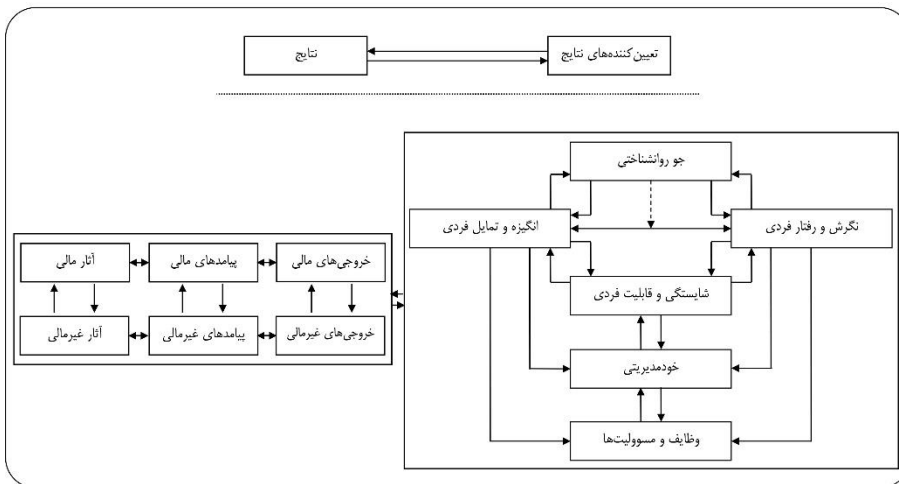 تعیین‌کننده‌های نتایج
نتایج
جو روانشناختی
نگرش و رفتار فردی
انگیزه و تمایل فردی
شایستگی و قابلیت فردی
خودمدیریتی
وظایف و مسوولیت‌ها
خروجی‌های مالی
پیامدهای مالی
آثار مالی
خروجی‌های غیرمالی
پیامدهای غیرمالی
آثار غیرمالی